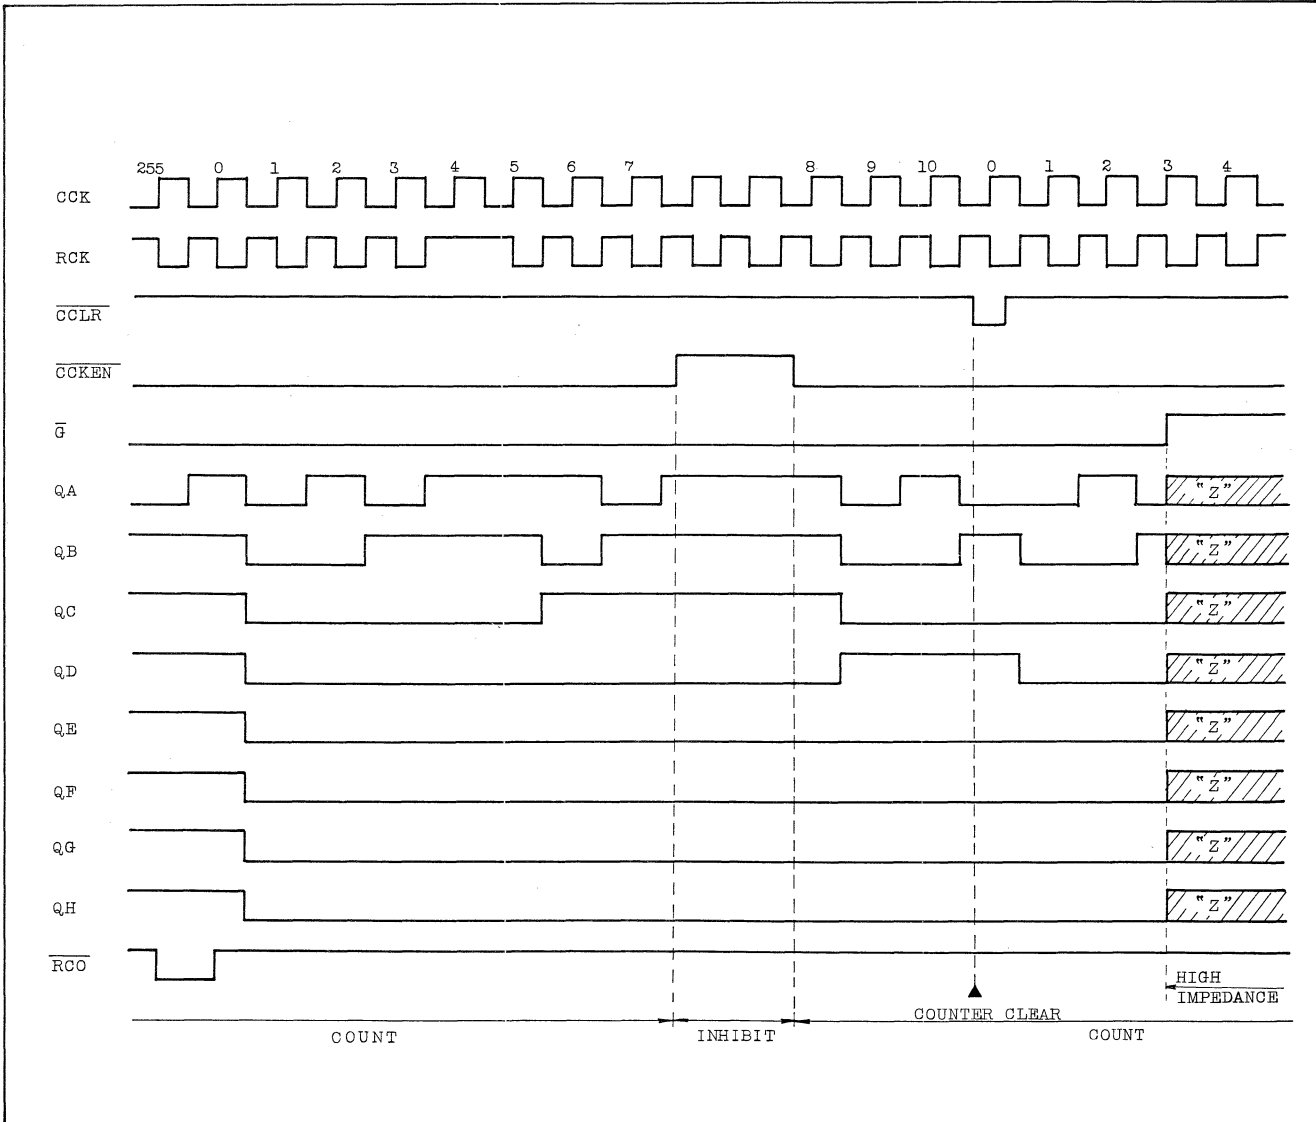 255 0 1 2 3 4 5 6 7 8 9 10 0 1 2 3 4
CCK
RCK
CCLR
CCKEN
G
QA "Z"
QB "Z"
QC "Z"
QD "Z"
QE "Z"
QF "Z"
QG "Z"
QH "Z"
RCO
HIGH
IMPEDANCE
COUNTER CLEAR
COUNT INHIBIT COUNT